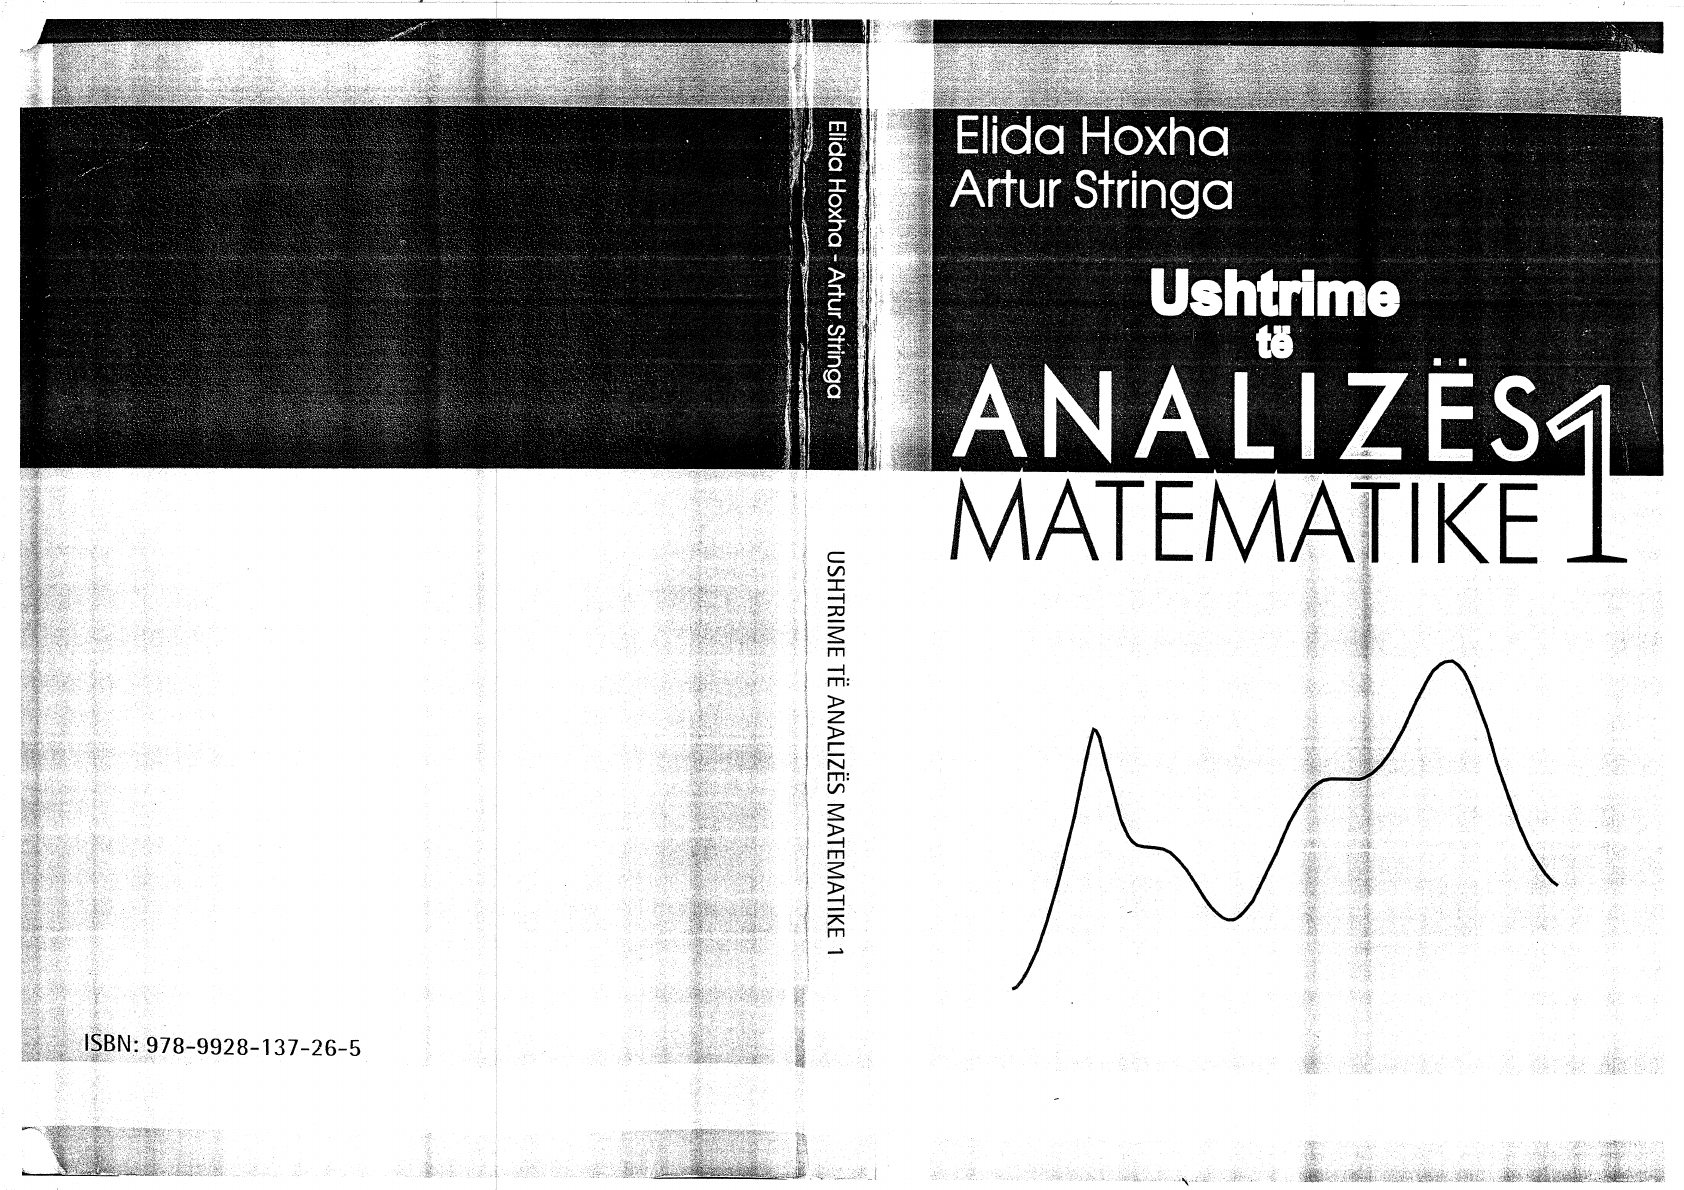 Elida Hoxha
Artur Stringa
Ushtrime
të
ANALIZËS
MATEMATIKE 1
Elida Hoxha - Artur Stringa
USHTRIME TË ANALIZËS MATEMATIKE 1
ISBN: 978-9928-137-26-5